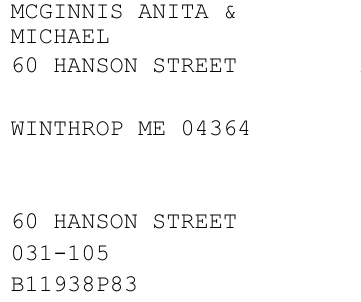 MCGINNIS ANITA &
MICHAEL
60 HANSON STREET
WINTHROP ME 04364
60 HANSON STREET
031-105
B11938P83